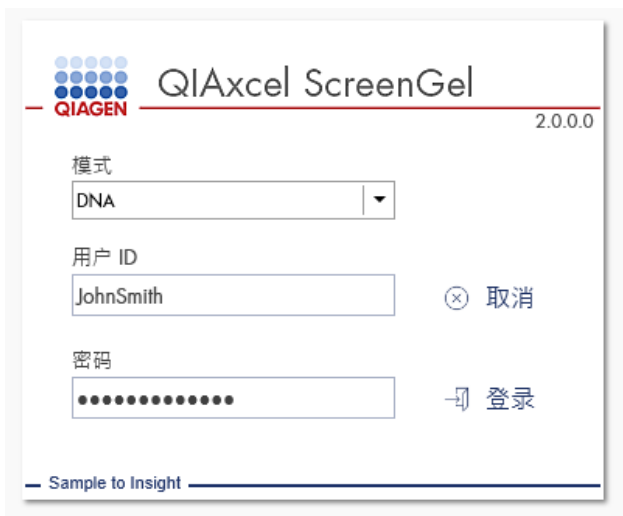 QIAGEN
QIAxcel ScreenGel
2.0.0.0
模式
DNA
用户 ID
JohnSmith
取消
密码
●●●●●●●●●●●●●
登录
Sample to Insight